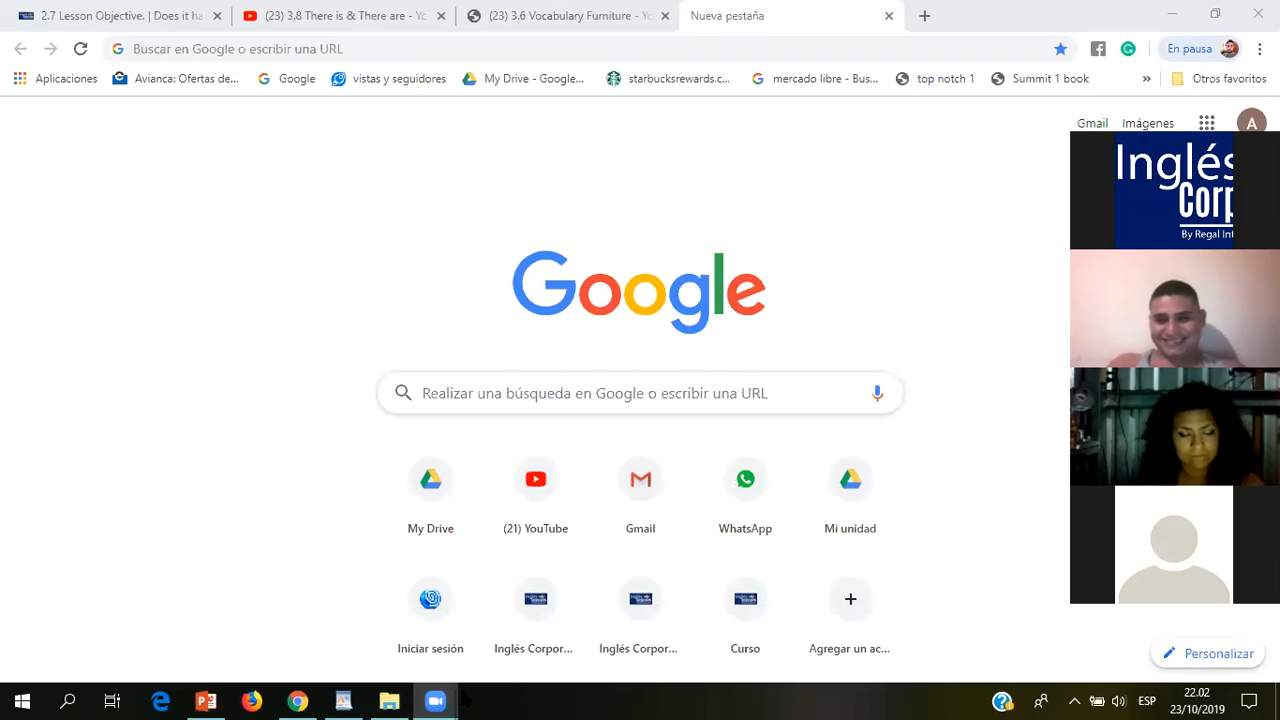 2.7 Lesson Objective. | Does it ha
(23) 3.8 There is & There are - Yo
(23) 3.6 Vocabulary Furniture - Yo
Nueva pestaña
Buscar en Google o escribir una URL
En pausa
Aplicaciones
Avianca: Ofertas de...
Google
vistas y seguidores
My Drive - Google...
starbucksrewards.c...
mercado libre - Bus...
top notch 1
Summit 1 book
»
Otros favoritos
Gmail
Imágenes
A
Inglés
Corp
By Regal Int
Google
Realizar una búsqueda en Google o escribir una URL
My Drive
(21) YouTube
Gmail
WhatsApp
Mi unidad
Iniciar sesión
Inglés Corpor...
Inglés Corpor...
Curso
Agregar un ac...
Personalizar
ESP
22.02
23/10/2019